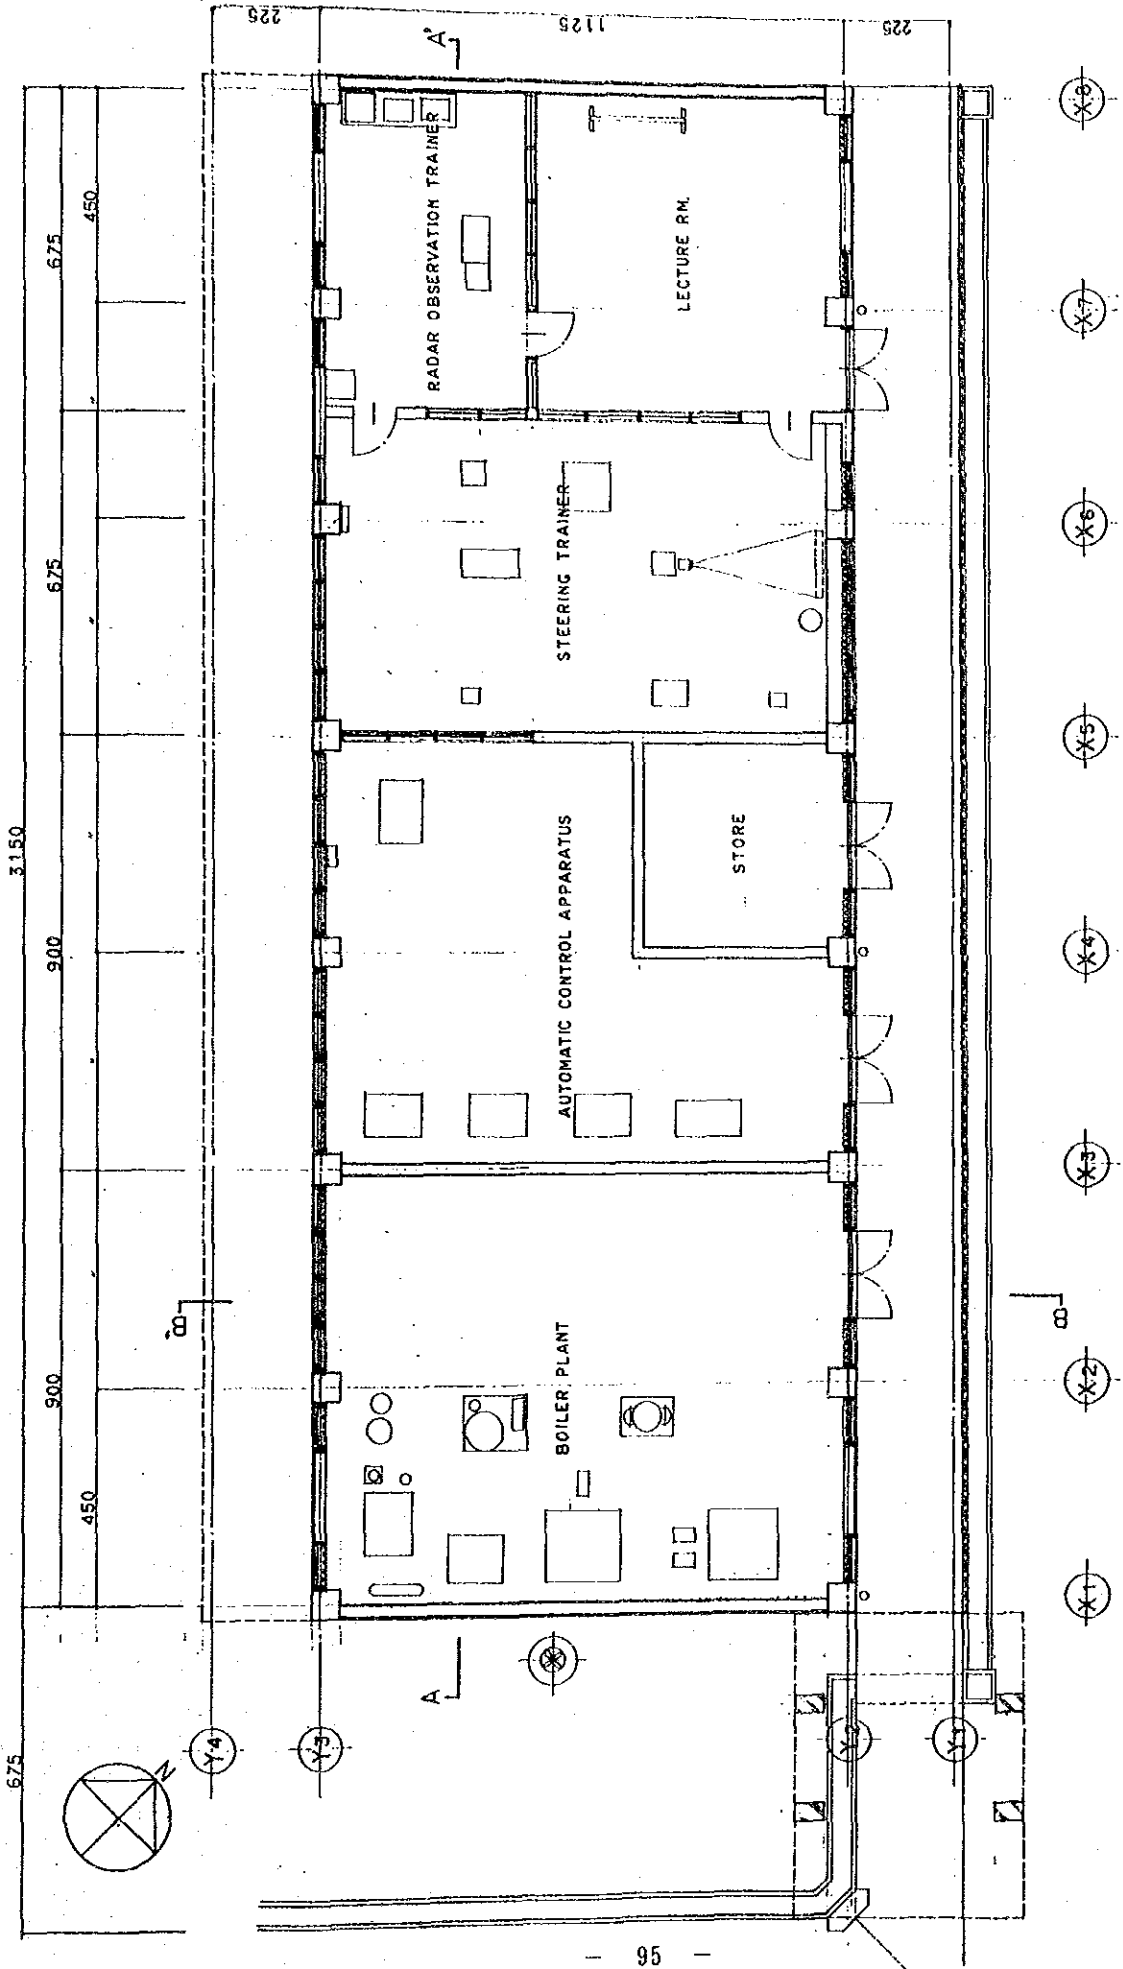 225
1125
225
A'
X8
450
675
RADAR OBSERVATION TRAINER
LECTURE RM.
X7
675
STEERING TRAINER
X6
X5
3150
900
AUTOMATIC CONTROL APPARATUS
STORE
X4
X3
B'
B
900
BOILER PLANT
X2
450
X1
A
Y4
Y3
Y2
Y1
675
N
— 95 —